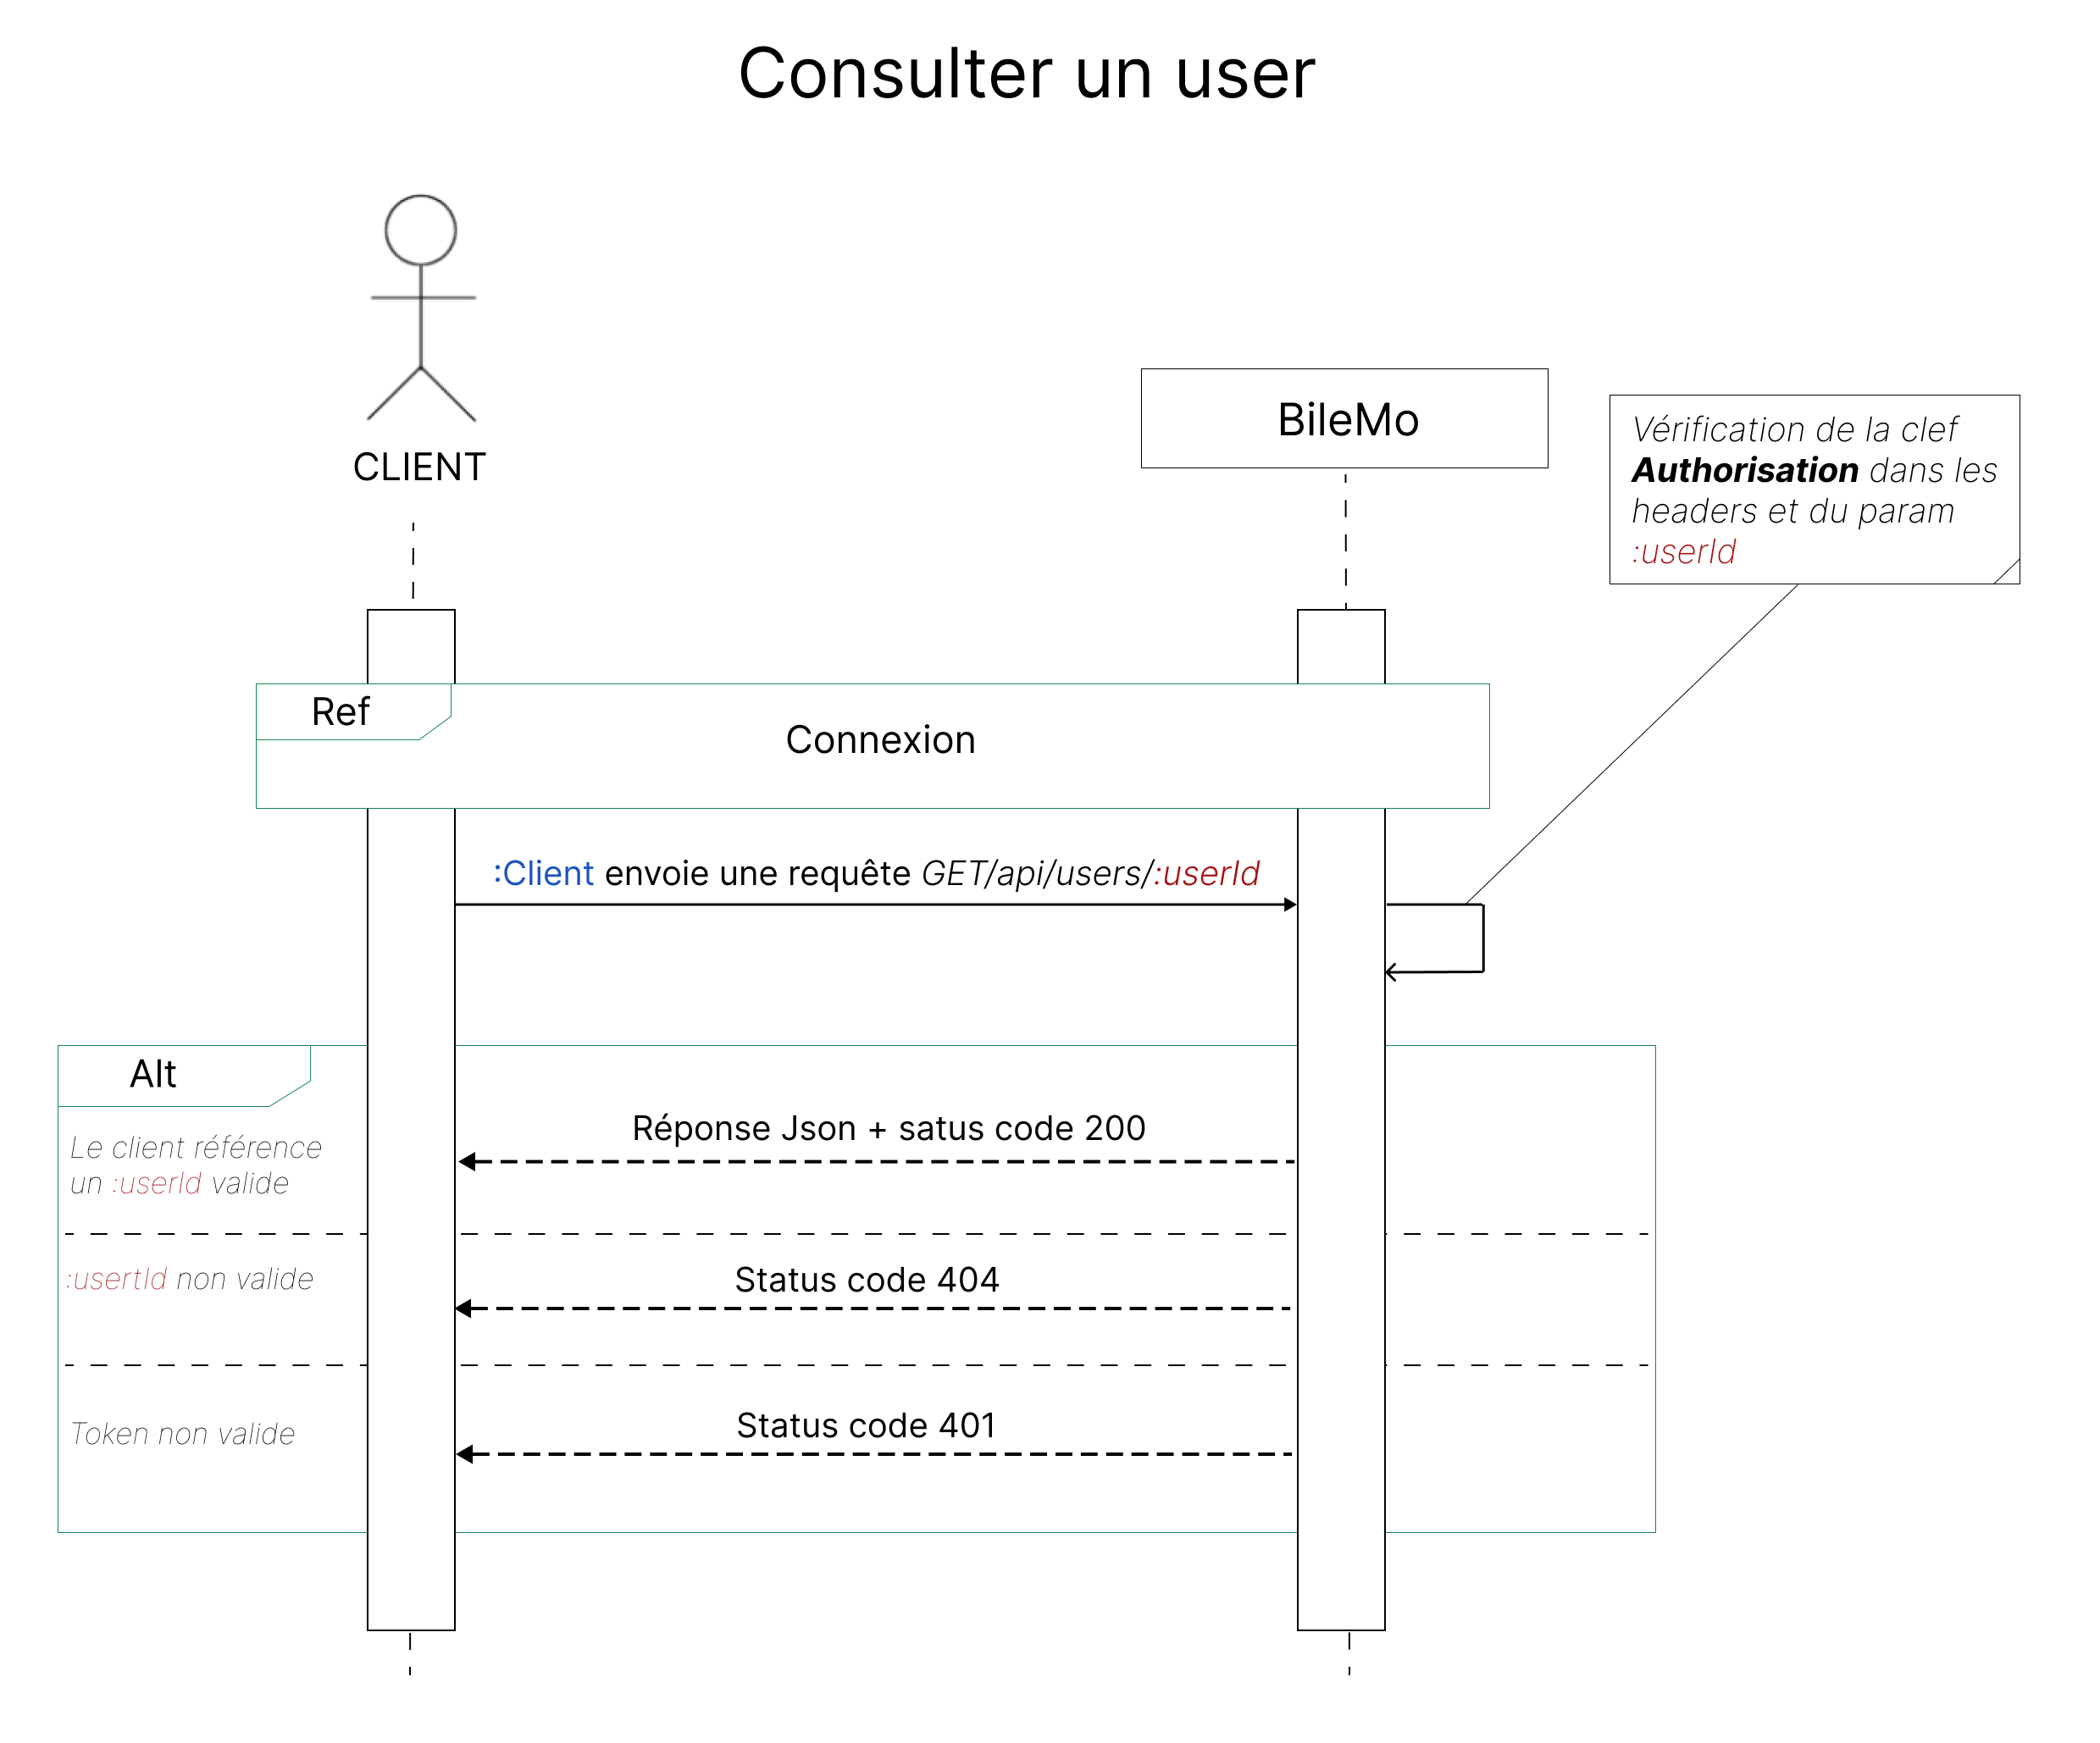 Consulter un user
CLIENT
BileMo
Vérification de la clef
Authorisation dans les
headers et du param
:userId
Ref
Connexion
:Client envoie une requête GET/api/users/:userId
Alt
Réponse Json + satus code 200
Le client référence
un :userId valide
:usertId non valide
Status code 404
Status code 401
Token non valide